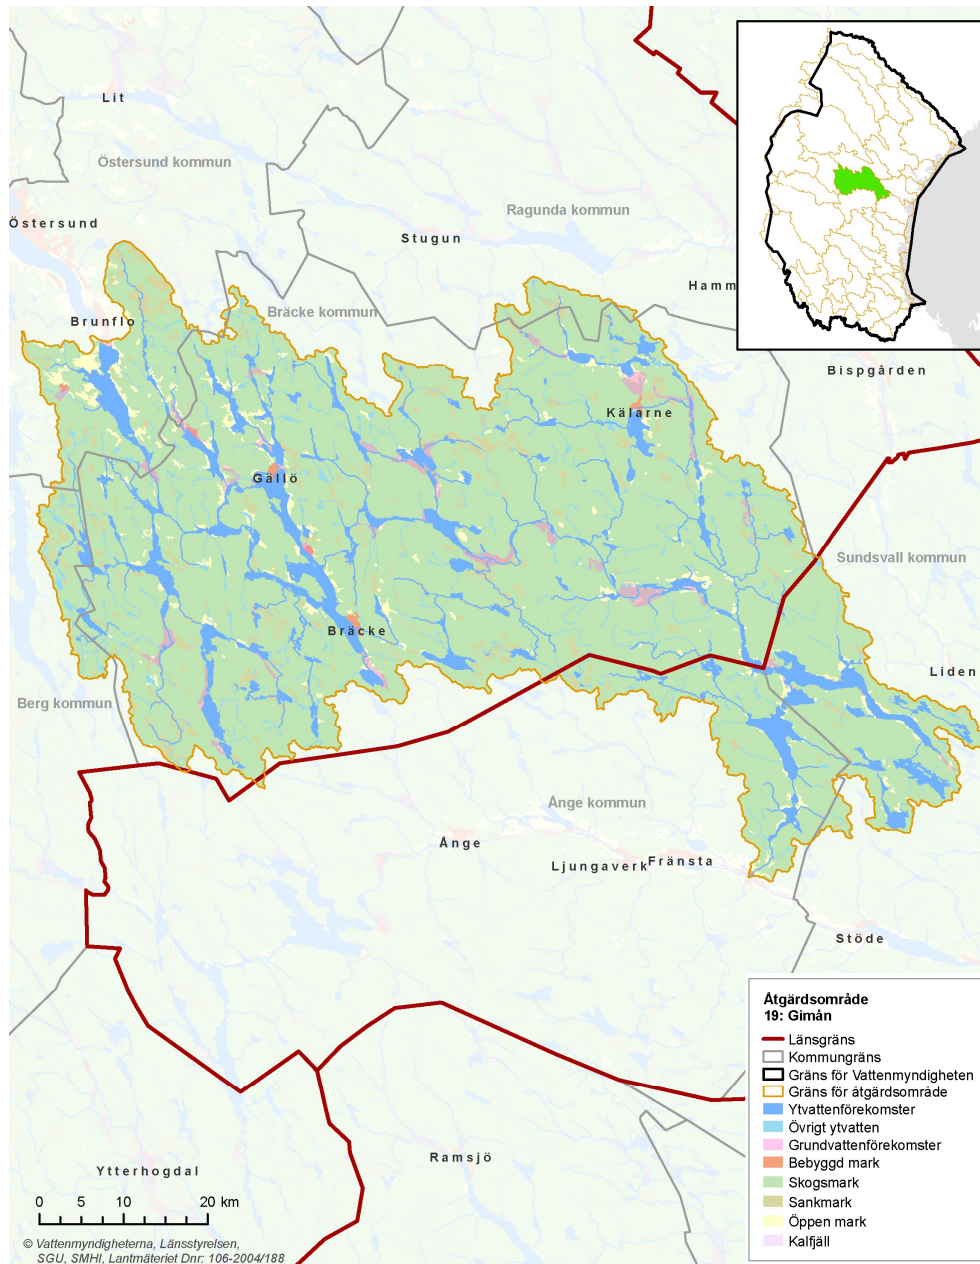 Lit
Östersund kommun
Östersund
Ragunda kommun
Stugun
Hamm
Bräcke kommun
Brunflo
Bispgården
Kälarne
Gällö
Sundsvall kommun
Bräcke
Liden
Berg kommun
Ånge kommun
Ånge
Ljungaverk
Fränsta
Stöde
Ytterhogdal
Ramsjö
0 5 10 20 km
© Vattenmyndigheterna, Länsstyrelsen,
SGU, SMHI, Lantmäteriet Dnr: 106-2004/188
Åtgärdsområde
19: Gimån
Länsgräns
Kommungräns
Gräns för Vattenmyndigheten
Gräns för åtgärdsområde
Ytvattenförekomster
Övrigt ytvatten
Grundvattenförekomster
Bebyggd mark
Skogsmark
Sankmark
Öppen mark
Kalfjäll